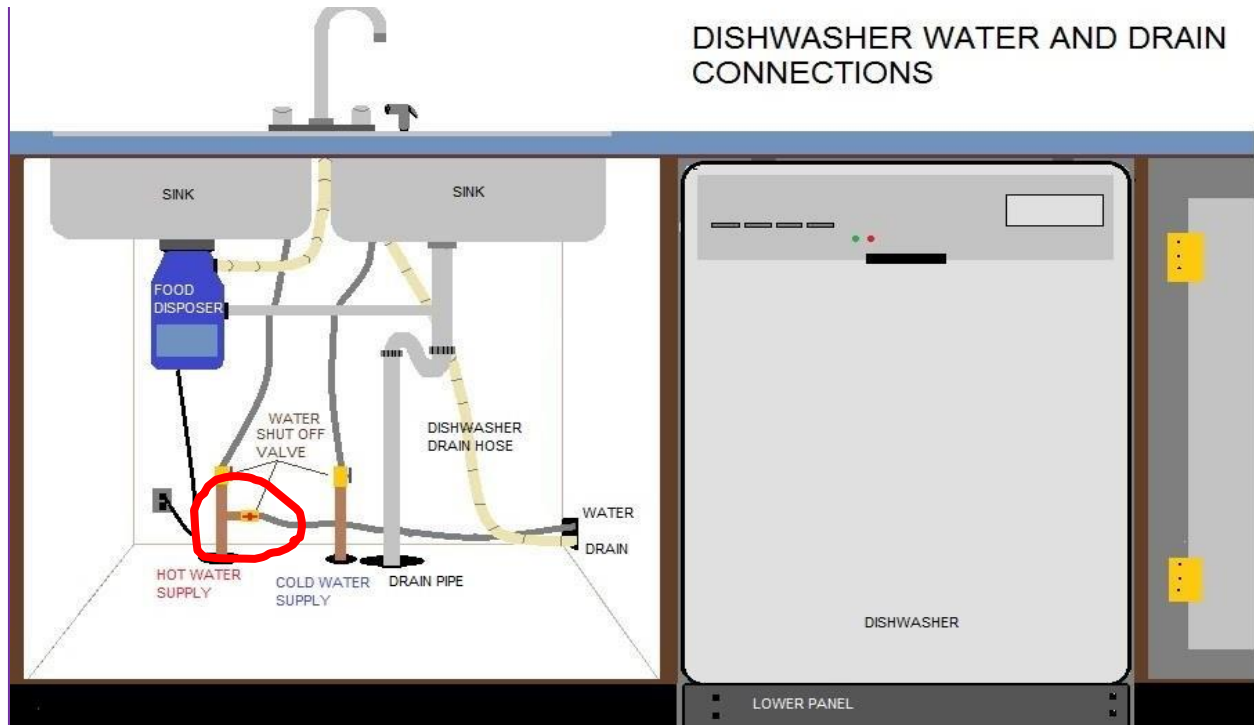 DISHWASHER WATER AND DRAIN
CONNECTIONS
SINK
SINK
FOOD
DISPOSER
WATER
SHUT OFF
VALVE
DISHWASHER
DRAIN HOSE
WATER
DRAIN
HOT WATER
SUPPLY
COLD WATER
SUPPLY
DRAIN PIPE
DISHWASHER
LOWER PANEL